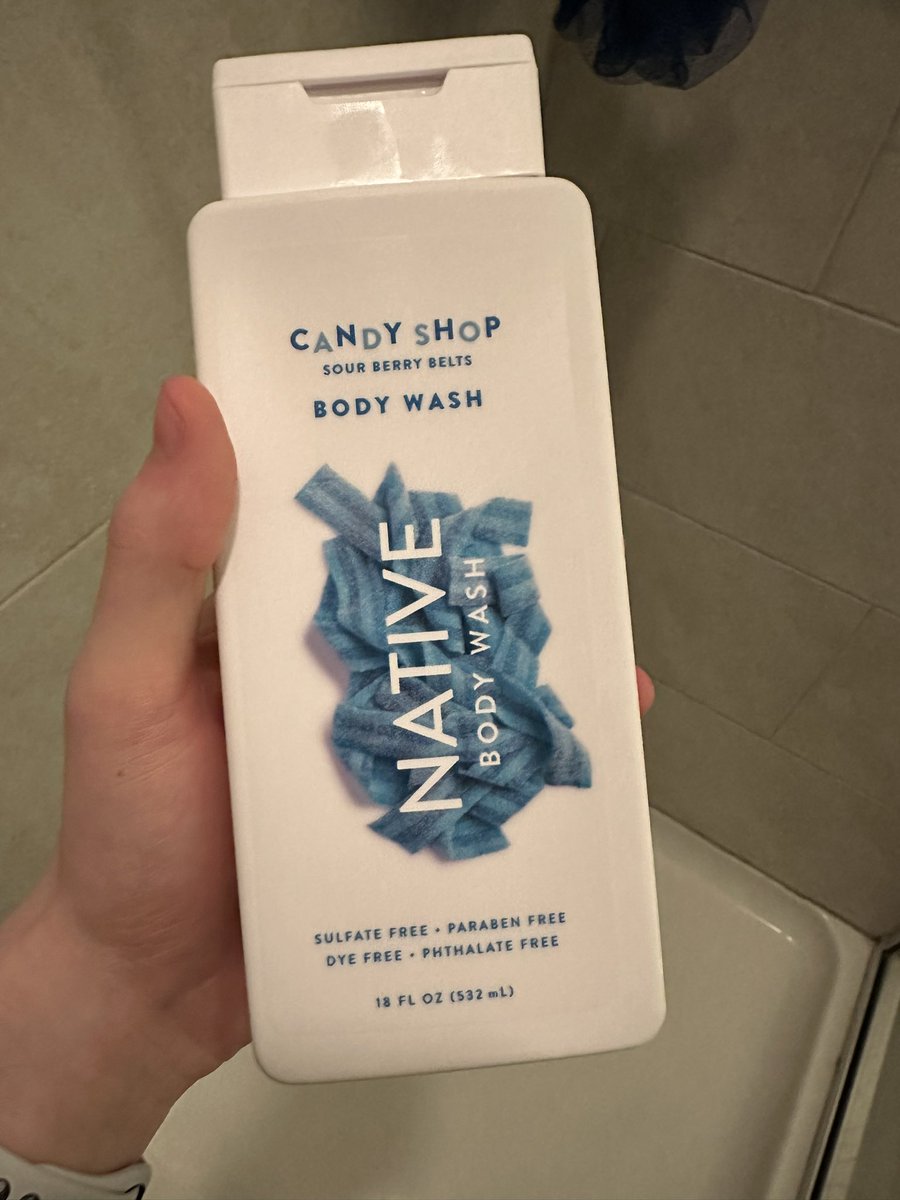 CANDY SHOP
SOUR BERRY BELTS
BODY WASH
NATIVE
BODY WASH
SULFATE FREE • PARABEN FREE
DYE FREE • PHTHALATE FREE
18 FL OZ (532 mL)